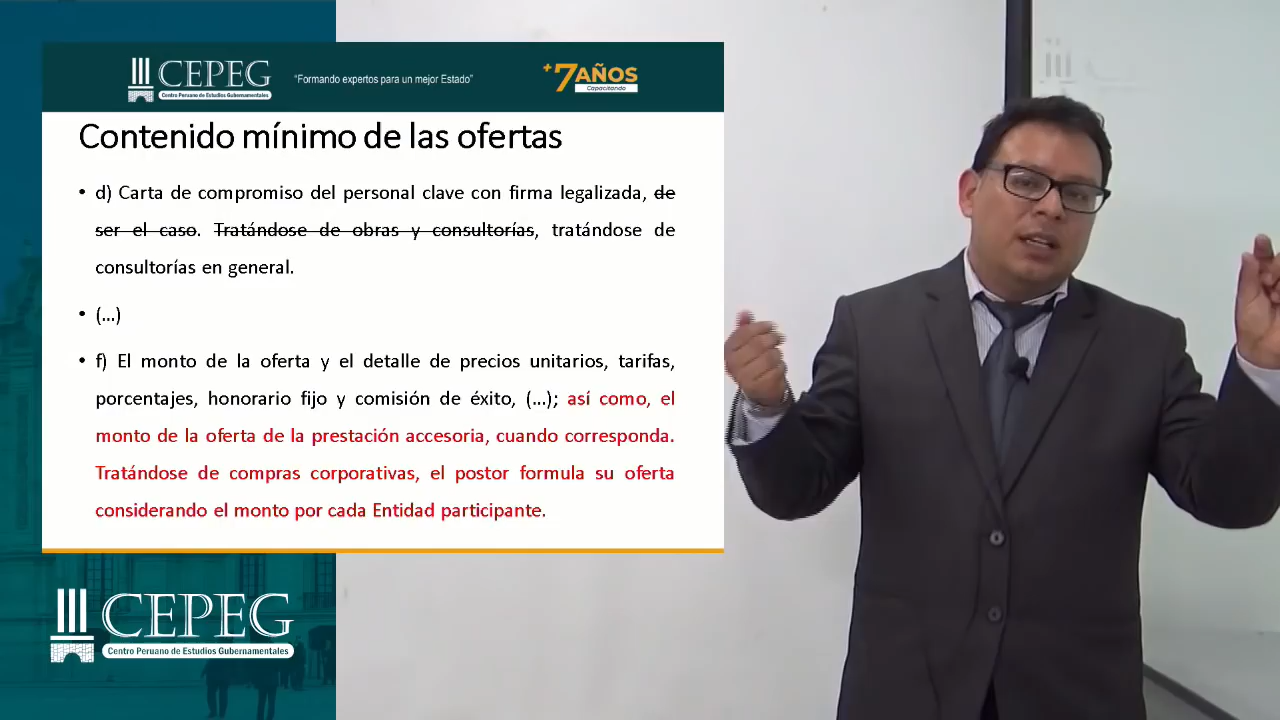 CEPEG
Centro Peruano de Estudios Gubernamentales
"Formando expertos para un mejor Estado"
+7 AÑOS
Capacitando
Contenido mínimo de las ofertas
• d) Carta de compromiso del personal clave con firma legalizada, de
ser el caso. Tratándose de obras y consultorías, tratándose de
consultorías en general.
• (...)
• f) El monto de la oferta y el detalle de precios unitarios, tarifas,
porcentajes, honorario fijo y comisión de éxito, (...); así como, el
monto de la oferta de la prestación accesoria, cuando corresponda.
Tratándose de compras corporativas, el postor formula su oferta
considerando el monto por cada Entidad participante.
CEPEG
Centro Peruano de Estudios Gubernamentales